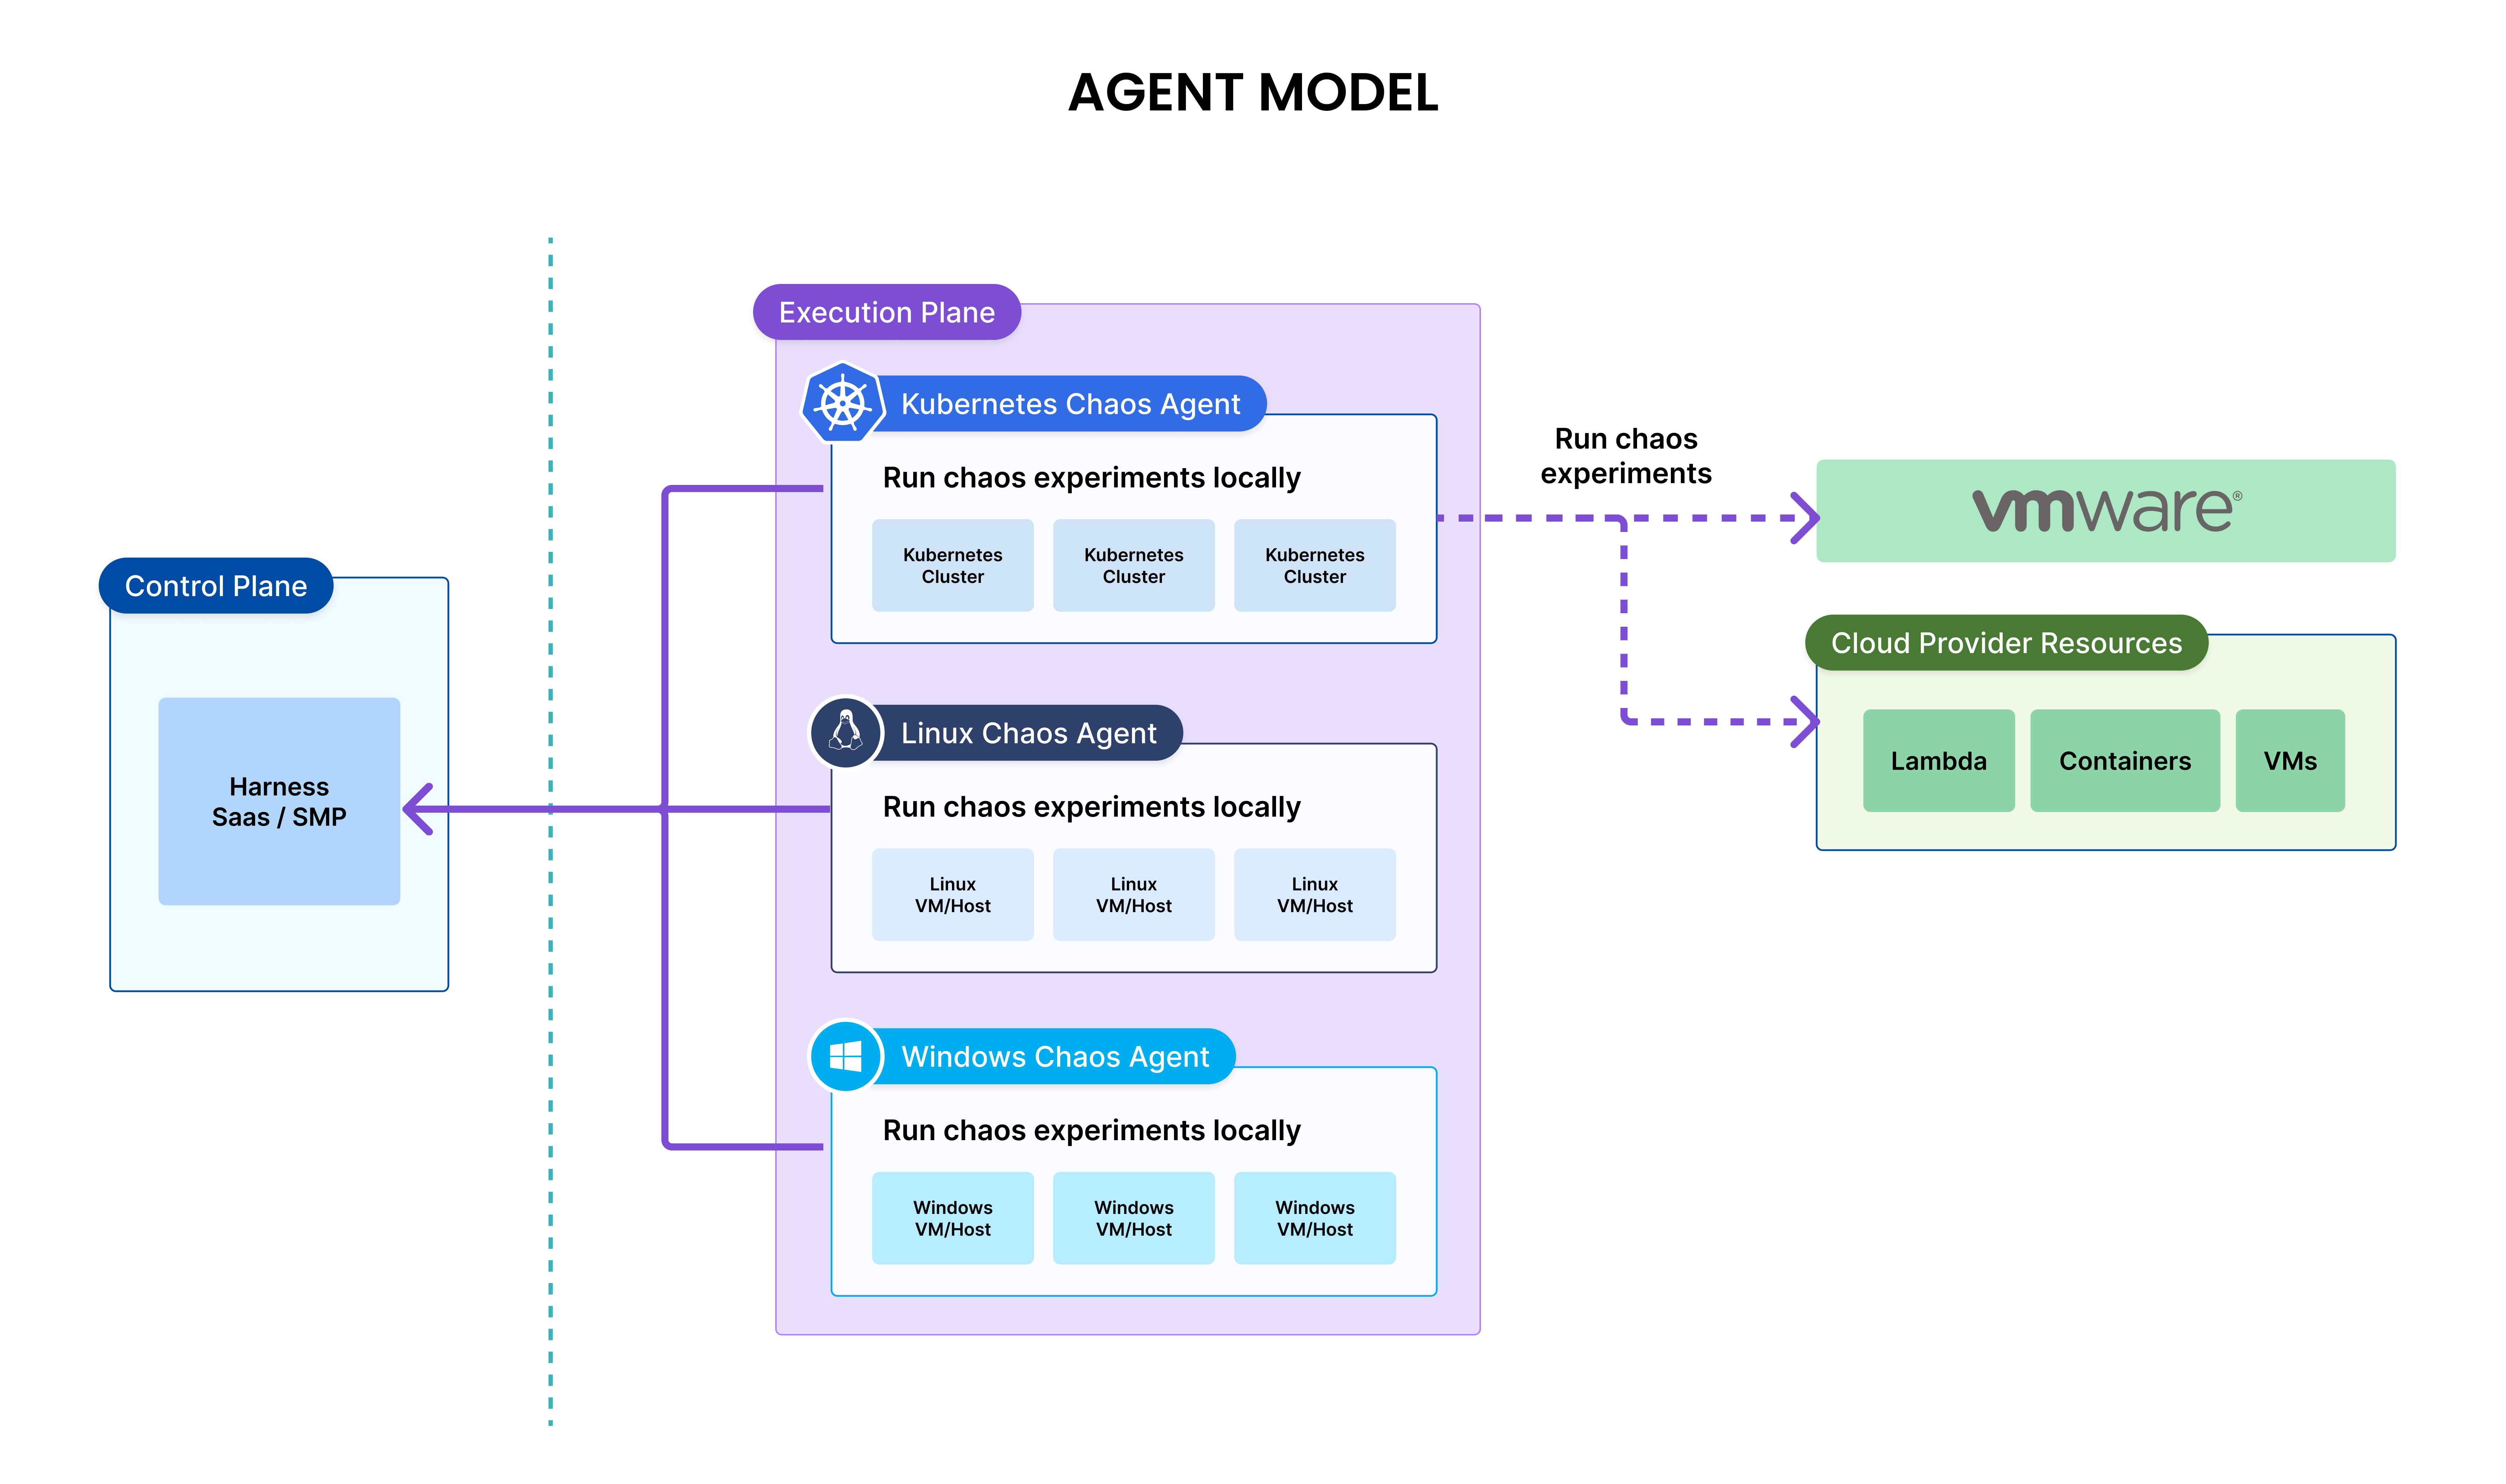 AGENT MODEL
Control Plane
Harness
Saas / SMP
Execution Plane
Kubernetes Chaos Agent
Run chaos experiments locally
Kubernetes
Cluster
Kubernetes
Cluster
Kubernetes
Cluster
Linux Chaos Agent
Run chaos experiments locally
Linux
VM/Host
Linux
VM/Host
Linux
VM/Host
Windows Chaos Agent
Run chaos experiments locally
Windows
VM/Host
Windows
VM/Host
Windows
VM/Host
Run chaos
experiments
vmware®
Cloud Provider Resources
Lambda
Containers
VMs